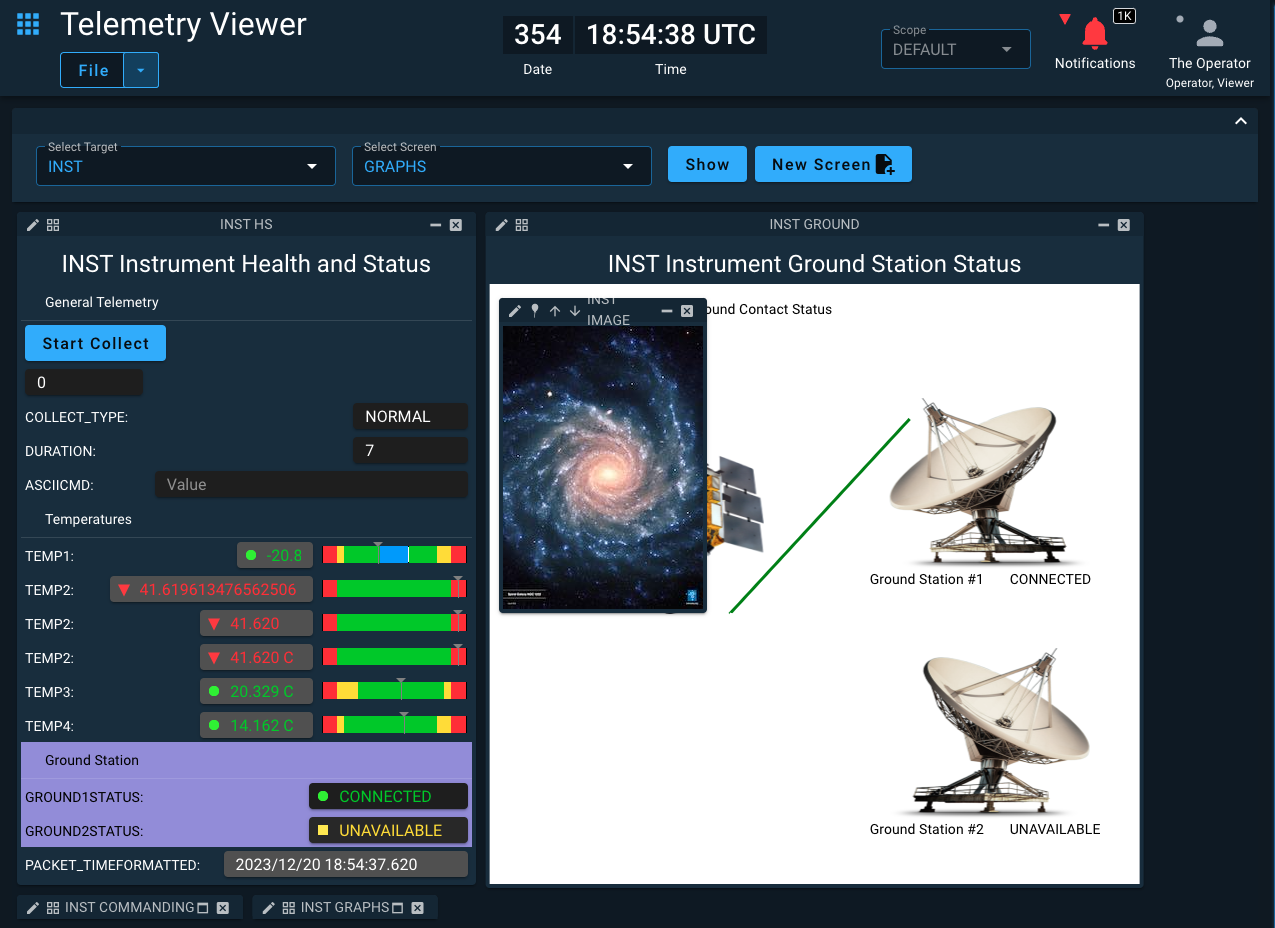 Telemetry Viewer
File
354 18:54:38 UTC
Date Time
Scope
DEFAULT
1K
Notifications
The Operator
Operator, Viewer
Select Target
INST
Select Screen
GRAPHS
Show
New Screen
INST HS
INST Instrument Health and Status
General Telemetry
Start Collect
0
COLLECT_TYPE: NORMAL
DURATION: 7
ASCIICMD: Value
Temperatures
TEMP1: -20.8
TEMP2: 41.619613476562506
TEMP2: 41.620
TEMP2: 41.620 C
TEMP3: 20.329 C
TEMP4: 14.162 C
Ground Station
GROUND1STATUS: CONNECTED
GROUND2STATUS: UNAVAILABLE
PACKET_TIMEFORMATTED: 2023/12/20 18:54:37.620
INST GROUND
INST Instrument Ground Station Status
INST
IMAGE
ound Contact Status
Ground Station #1 CONNECTED
Ground Station #2 UNAVAILABLE
INST COMMANDING
INST GRAPHS